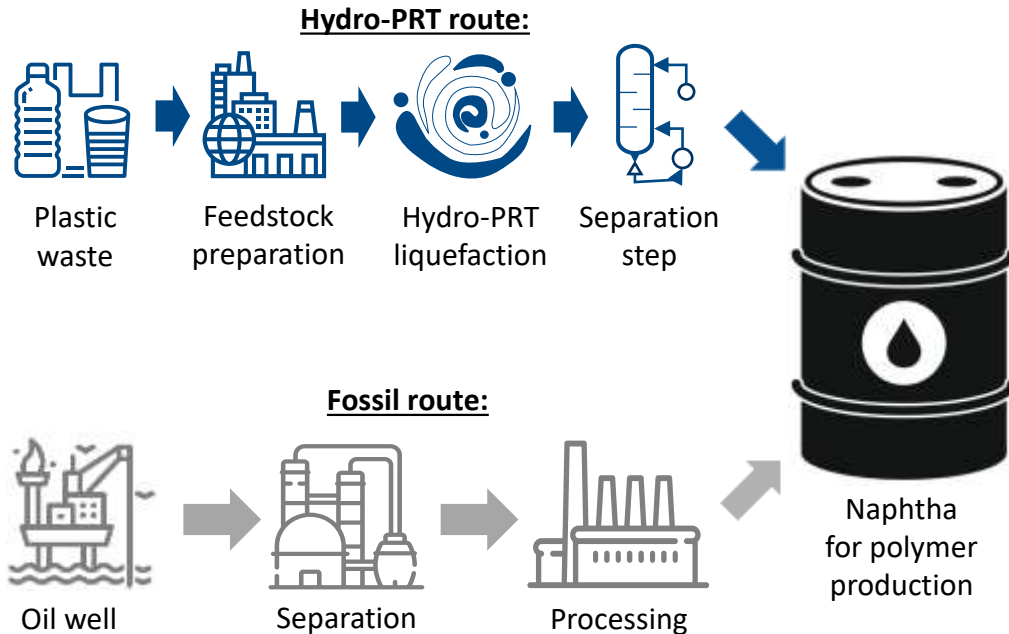 Hydro-PRT route:
Plastic
waste
Feedstock
preparation
Hydro-PRT
liquefaction
Separation
step
Fossil route:
Oil well
Separation
Processing
Naphtha
for polymer
production